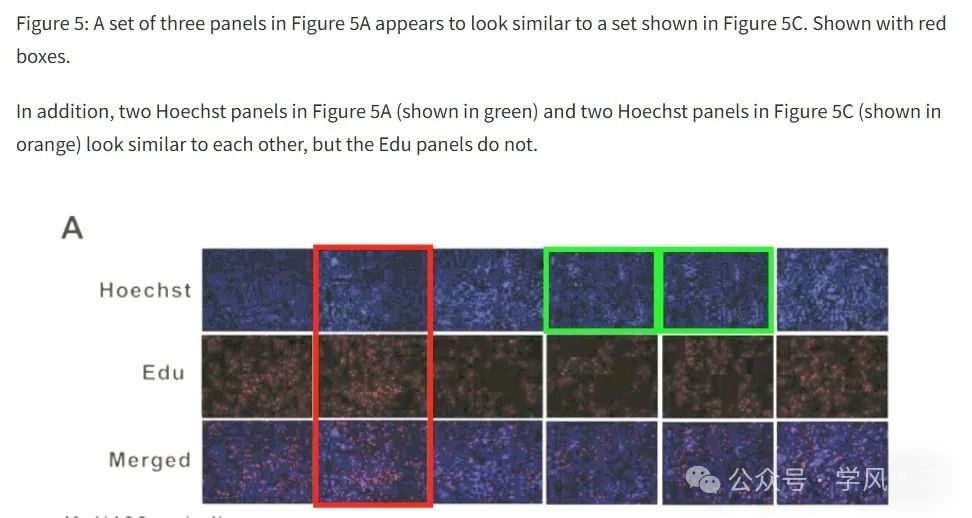 Figure 5: A set of three panels in Figure 5A appears to look similar to a set shown in Figure 5C. Shown with red
boxes.
In addition, two Hoechst panels in Figure 5A (shown in green) and two Hoechst panels in Figure 5C (shown in
orange) look similar to each other, but the Edu panels do not.
A
Hoechst
Edu
Merged
公众号 · 学风